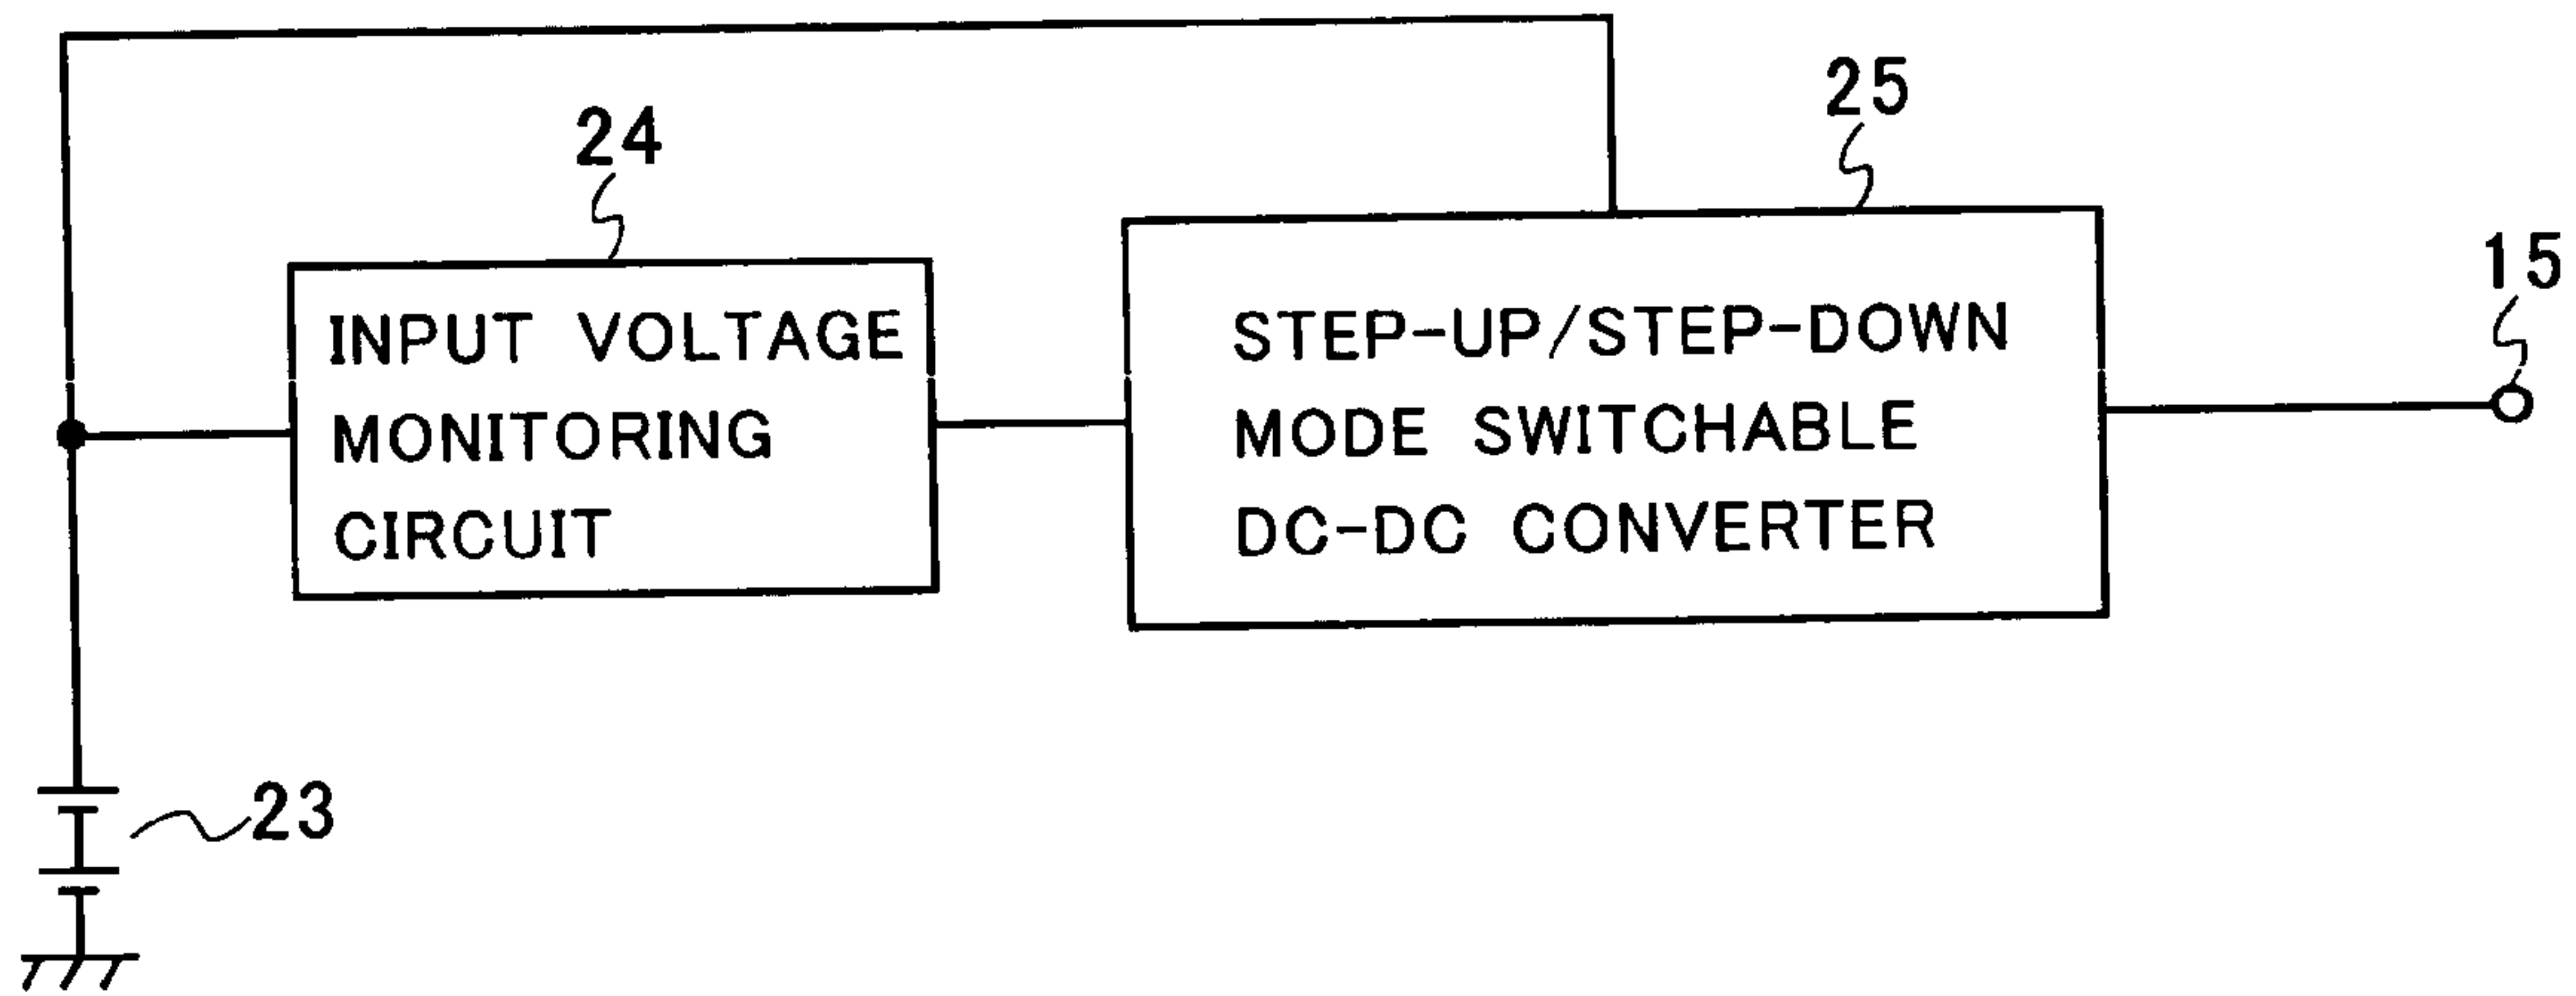 25
24
15
INPUT VOLTAGE
MONITORING
CIRCUIT
STEP-UP/STEP-DOWN
MODE SWITCHABLE
DC-DC CONVERTER
23